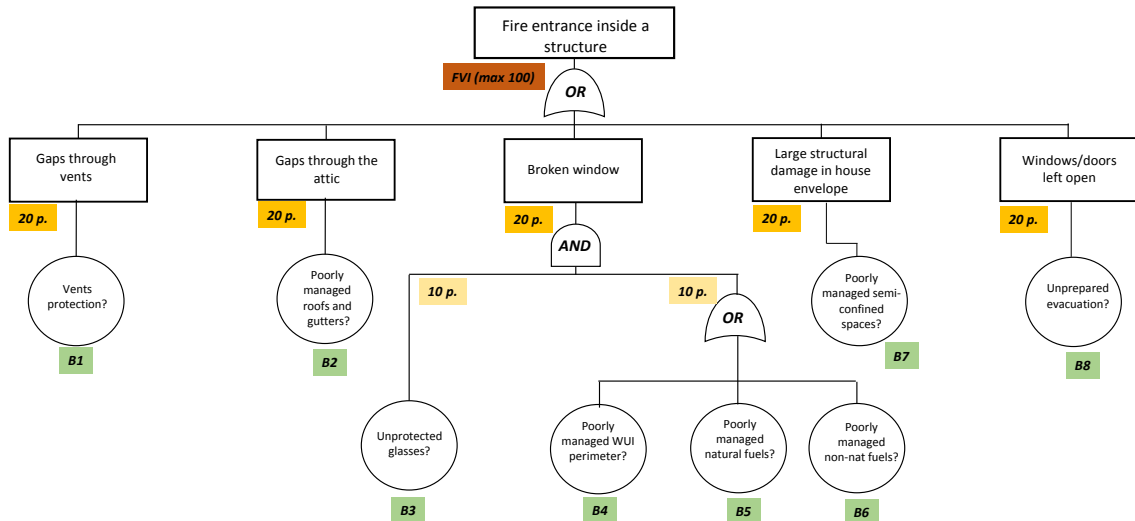 Fire entrance inside a
structure
FVI (max 100)
OR
Gaps through
vents
Gaps through the
attic
Broken window
Large structural
damage in house
envelope
Windows/doors
left open
20 p.
20 p.
20 p.
20 p.
20 p.
AND
Vents
protection?
Poorly
managed roofs
and gutters?
10 p.
10 p.
OR
Poorly
managed semi-
confined
spaces?
Unprepared
evacuation?
B1
B2
B7
B8
Unprotected
glasses?
Poorly
managed WUI
perimeter?
Poorly
managed
natural fuels?
Poorly
managed
non-nat fuels?
B3
B4
B5
B6